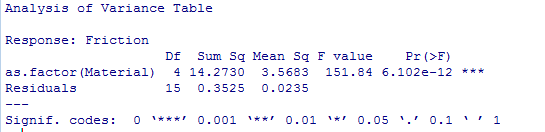 Analysis of Variance Table
Response: Friction
Df Sum Sq Mean Sq F value Pr(>F)
as.factor(Material) 4 14.2730 3.5683 151.84 6.102e-12 ***
Residuals 15 0.3525 0.0235
---
Signif. codes: 0 ‘***’ 0.001 ‘**’ 0.01 ‘*’ 0.05 ‘.’ 0.1 ‘ ’ 1